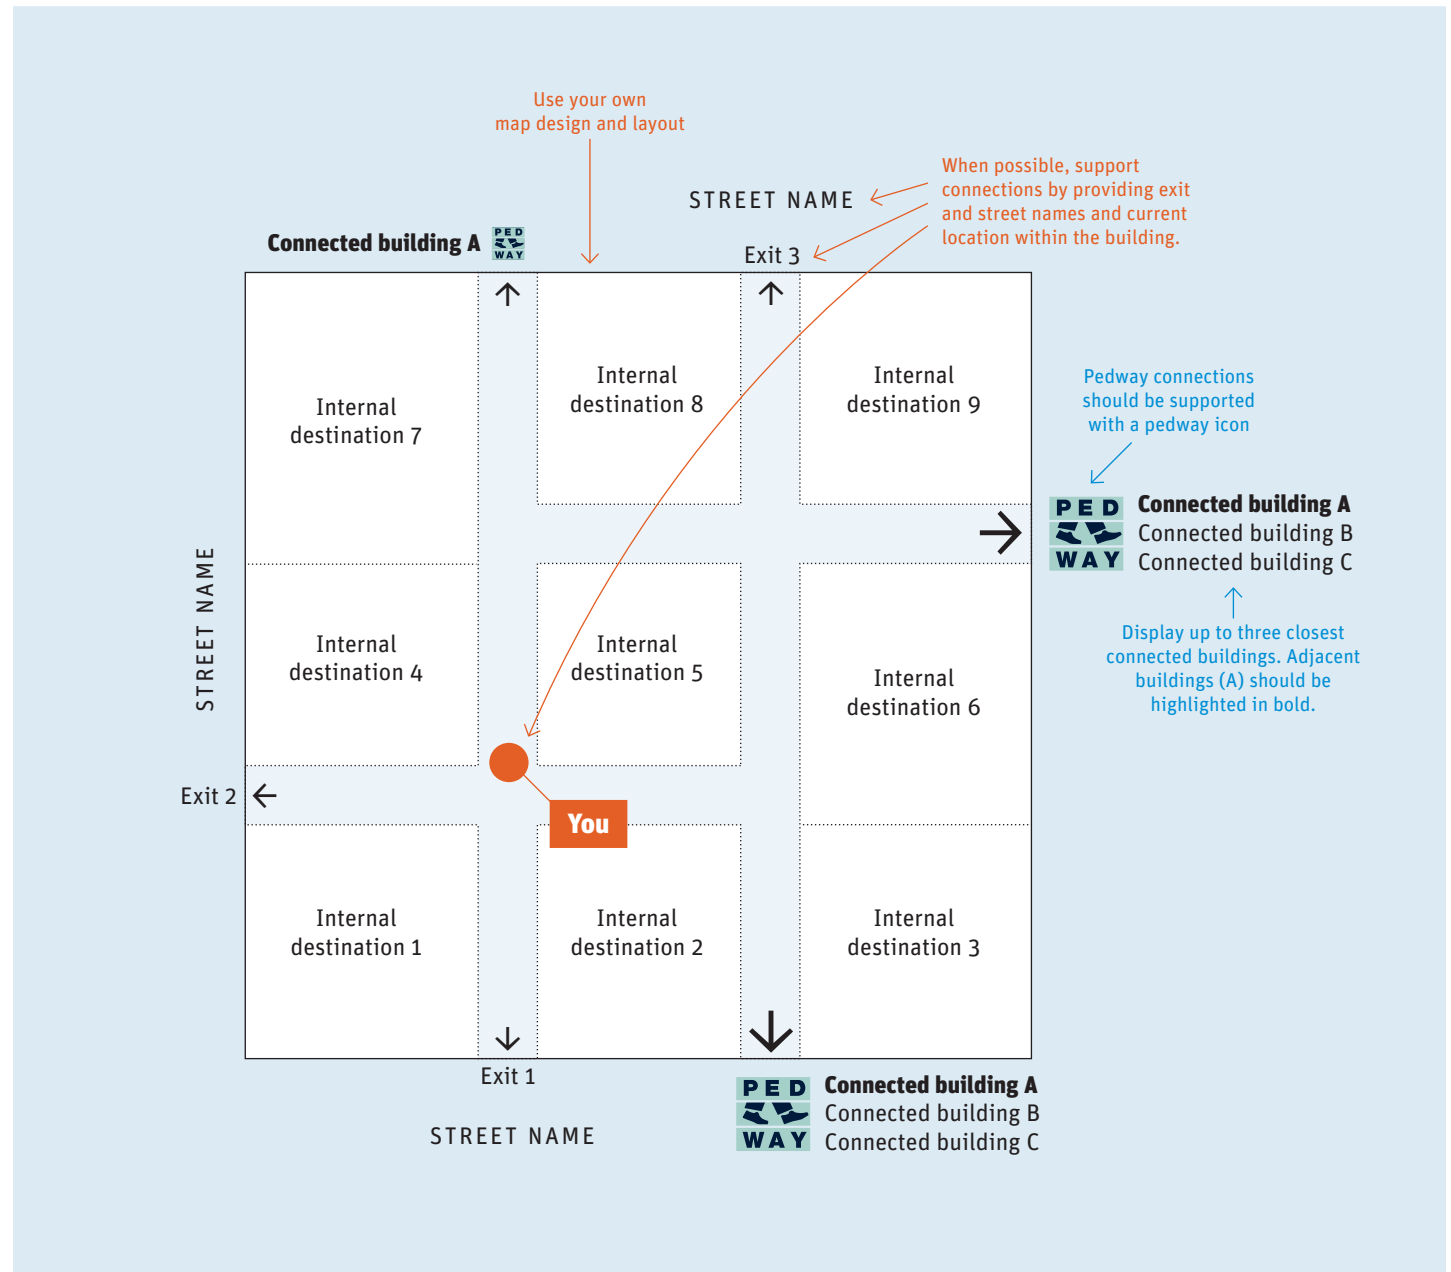 Use your own
map design and layout
When possible, support
connections by providing exit
and street names and current
location within the building.
STREET NAME
Connected building A
PED
WAY
Exit 3
Internal
destination 7
Internal
destination 8
Internal
destination 9
Pedway connections
should be supported
with a pedway icon
PED
WAY
Connected building A
Connected building B
Connected building C
Display up to three closest
connected buildings. Adjacent
buildings (A) should be
highlighted in bold.
STREET NAME
Internal
destination 4
Internal
destination 5
Internal
destination 6
Exit 2
You
Internal
destination 1
Internal
destination 2
Internal
destination 3
Exit 1
STREET NAME
PED
WAY
Connected building A
Connected building B
Connected building C